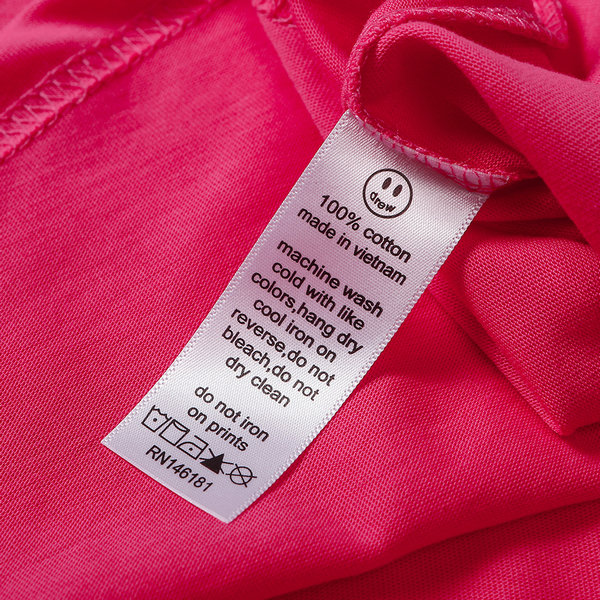 drew
100% cotton
made in vietnam
machine wash
cold with like
colors,hang dry
cool iron on
reverse,do not
bleach,do not
dry clean
do not iron
on prints
RN146181